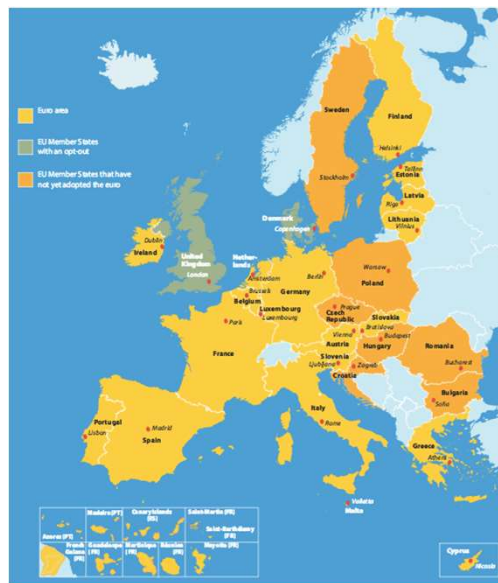 Euro area
EU Member States
with an opt-out
EU Member States that have
not yet adopted the euro
Sweden
Finland
Helsinki
Tallinn
Estonia
Stockholm
Latvia
Riga
Lithuania
Vilnius
Denmark
Copenhagen
Dublin
Ireland
United
Kingdom
London
Nether-
lands
Amsterdam
Berlin
Warsaw
Poland
Germany
Brussels
Belgium
Luxembourg
Luxembourg
Prague
Czech
Republic
Paris
Slovakia
Vienna
Bratislava
Budapest
Austria
Hungary
France
Slovenia
Ljubljana
Zagreb
Croatia
Romania
Bucharest
Bulgaria
Sofia
Italy
Rome
Portugal
Lisbon
Madrid
Spain
Greece
Athens
Valletta
Malta
Azores (PT)
Madeira (PT)
Canary Islands
(ES)
Saint-Martin (FR)
Saint-Barthélemy
(FR)
French
Guiana
(FR)
Guadeloupe
(FR)
Martinique
(FR)
Réunion
(FR)
Mayotte (FR)
Cyprus
Nicosia